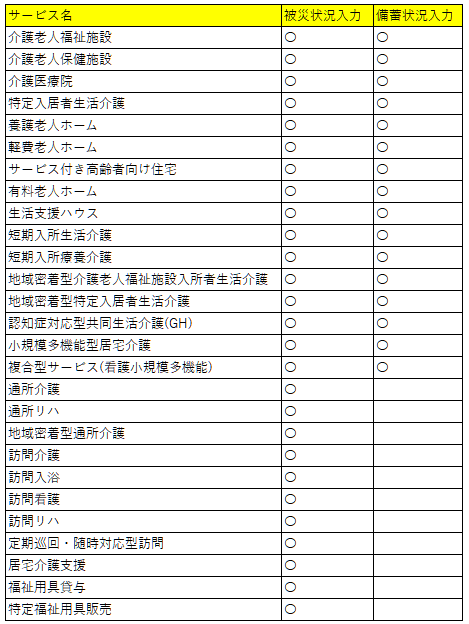 サービス名 被災状況入力 備蓄状況入力
介護老人福祉施設 〇 〇
介護老人保健施設 〇 〇
介護医療院 〇 〇
特定入居者生活介護 〇 〇
養護老人ホーム 〇 〇
軽費老人ホーム 〇 〇
サービス付き高齢者向け住宅 〇 〇
有料老人ホーム 〇 〇
生活支援ハウス 〇 〇
短期入所生活介護 〇 〇
短期入所療養介護 〇 〇
地域密着型介護老人福祉施設入所者生活介護 〇 〇
地域密着型特定入居者生活介護 〇 〇
認知症対応型共同生活介護(GH) 〇 〇
小規模多機能型居宅介護 〇 〇
複合型サービス(看護小規模多機能) 〇 〇
通所介護 〇
通所リハ 〇
地域密着型通所介護 〇
訪問介護 〇
訪問入浴 〇
訪問看護 〇
訪問リハ 〇
定期巡回・随時対応型訪問 〇
居宅介護支援 〇
福祉用具貸与 〇
特定福祉用具販売 〇